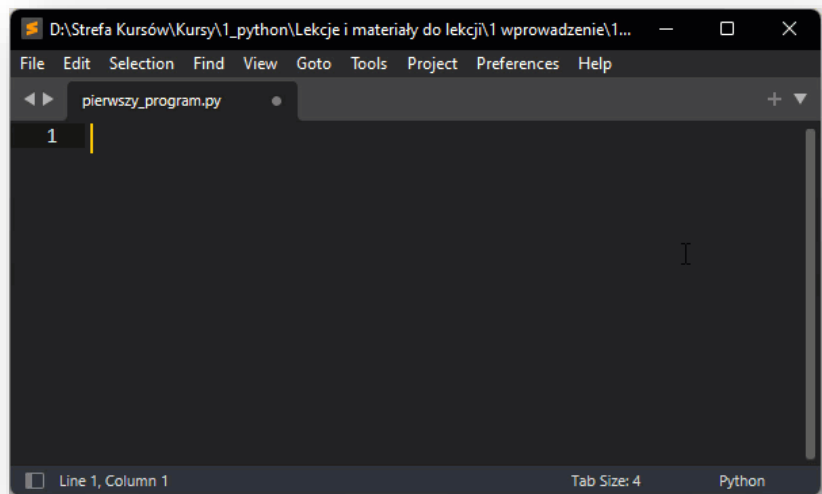 D:\Strefa Kursów\Kursy\1_python\Lekcje i materiały do lekcji\1 wprowadzenie\1...
File Edit Selection Find View Goto Tools Project Preferences Help
pierwszy_program.py
1
Line 1, Column 1 Tab Size: 4 Python